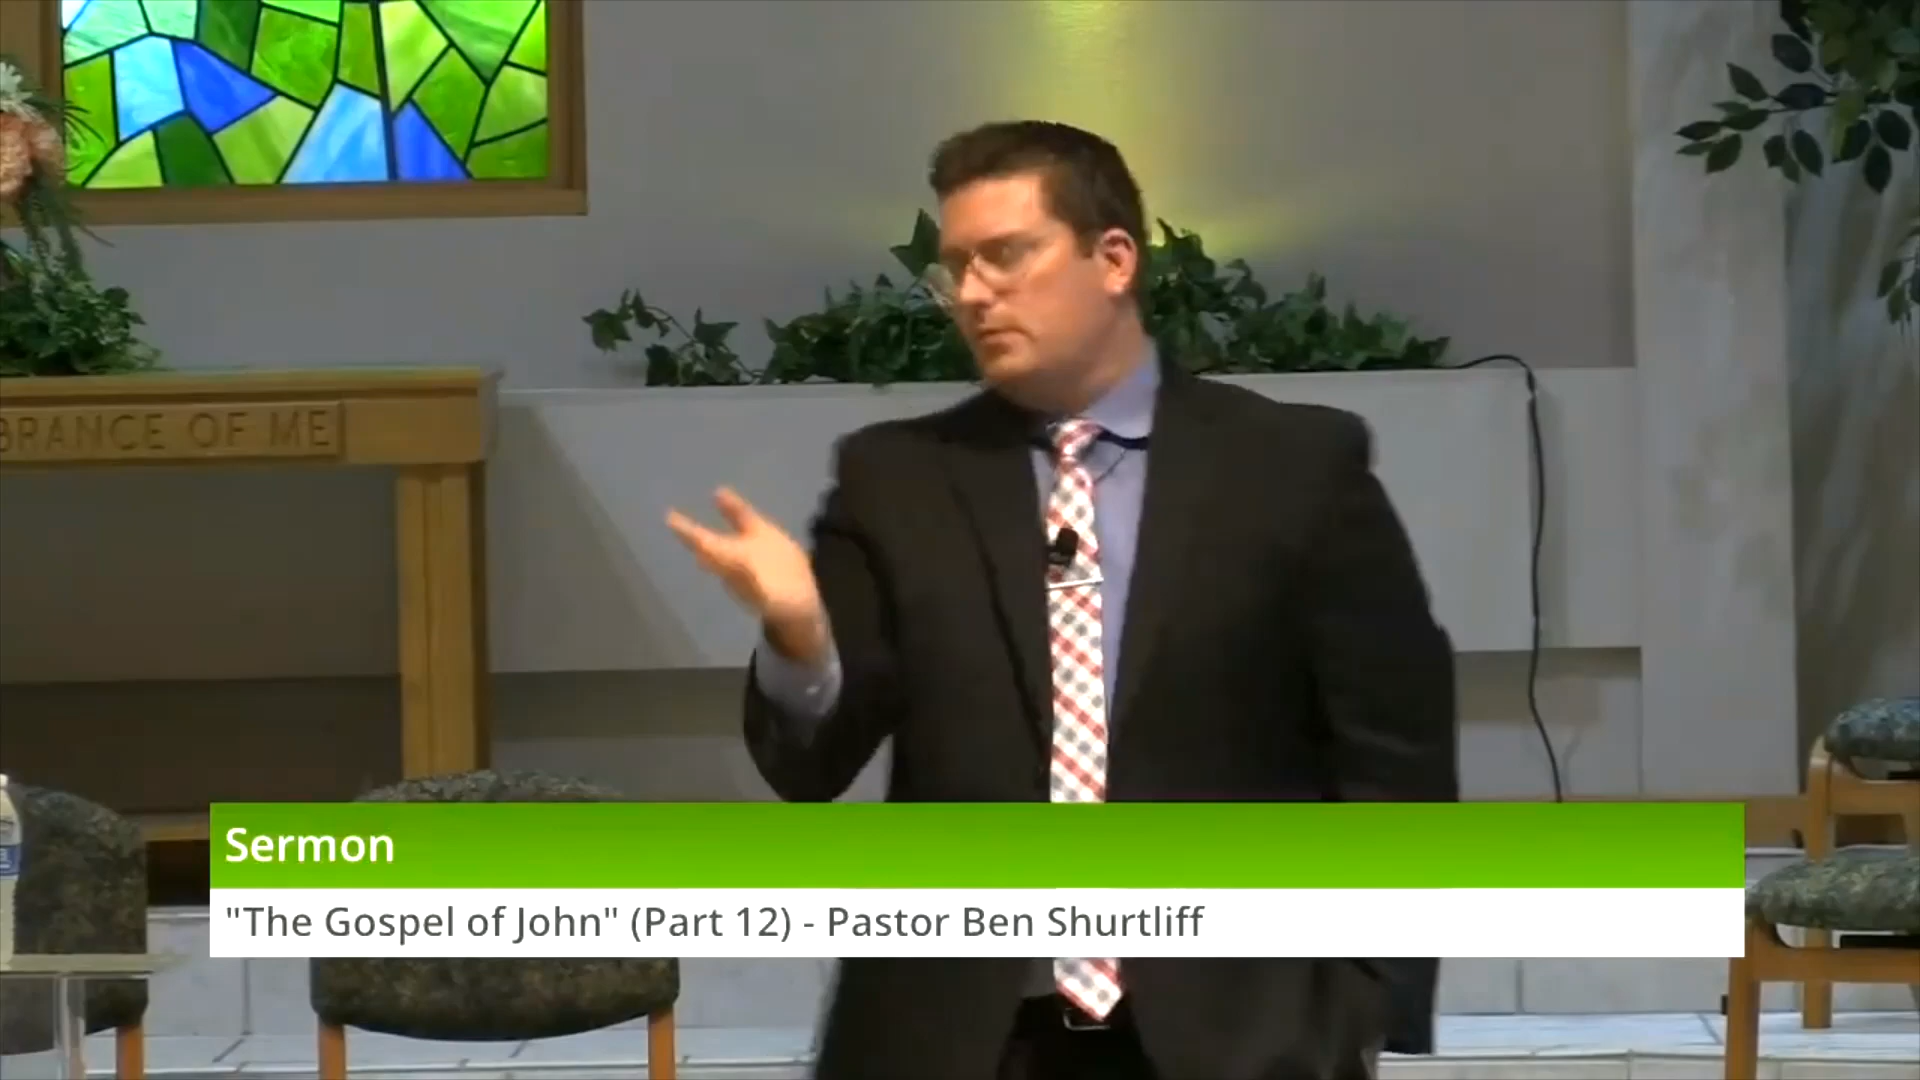 BRANCE OF ME
Sermon
"The Gospel of John" (Part 12) - Pastor Ben Shurtliff